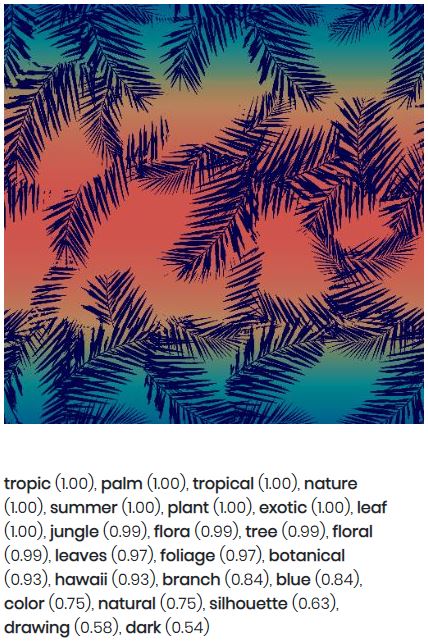 tropic (1.00), palm (1.00), tropical (1.00), nature
(1.00), summer (1.00), plant (1.00), exotic (1.00), leaf
(1.00), jungle (0.99), flora (0.99), tree (0.99), floral
(0.99), leaves (0.97), foliage (0.97), botanical
(0.93), hawaii (0.93), branch (0.84), blue (0.84),
color (0.75), natural (0.75), silhouette (0.63),
drawing (0.58), dark (0.54)